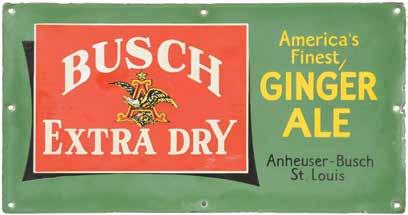 BUSCH
EXTRA DRY
America's
Finest
GINGER
ALE
Anheuser-Busch
St. Louis